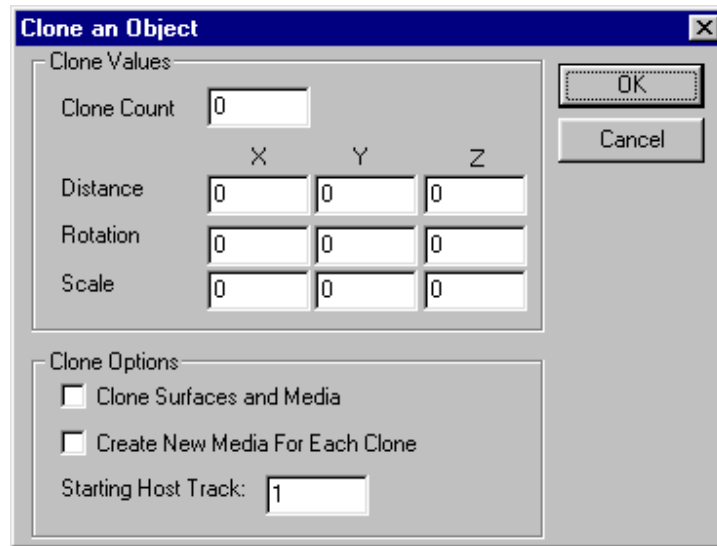 Clone an Object
Clone Values
OK
Clone Count 0
Cancel
X Y Z
Distance 0 0 0
Rotation 0 0 0
Scale 0 0 0
Clone Options
Clone Surfaces and Media
Create New Media For Each Clone
Starting Host Track: 1